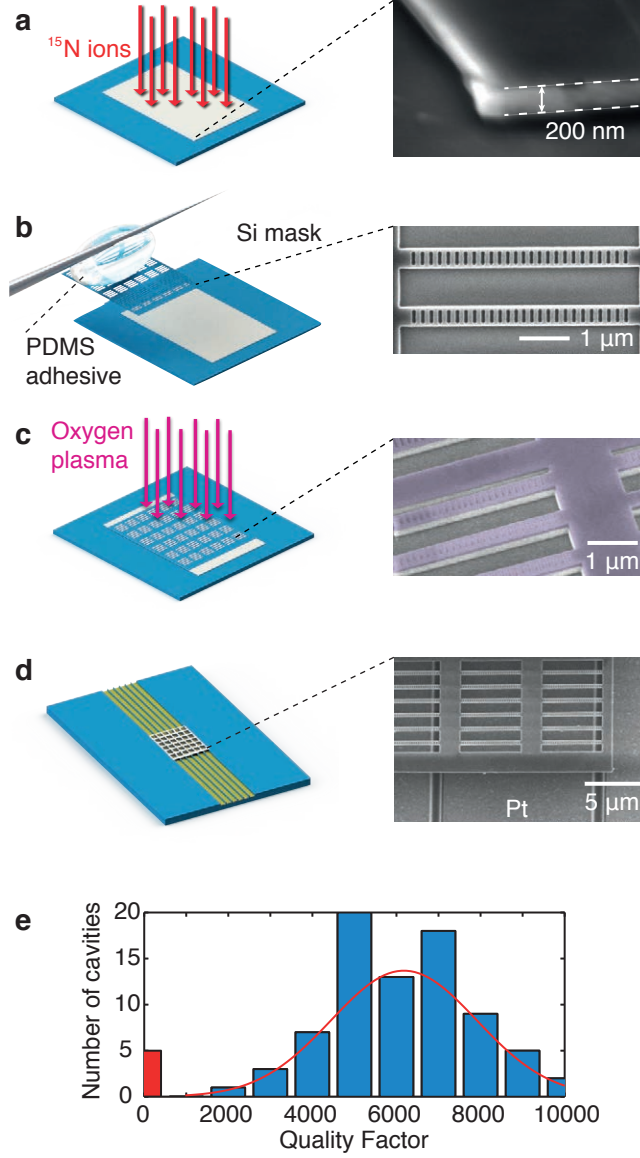 a
¹⁵N ions
200 nm
b
Si mask
PDMS
adhesive
1 µm
c
Oxygen
plasma
1 µm
d
Pt
5 µm
e
Number of cavities
20
15
10
5
0
0 2000 4000 6000 8000 10000
Quality Factor